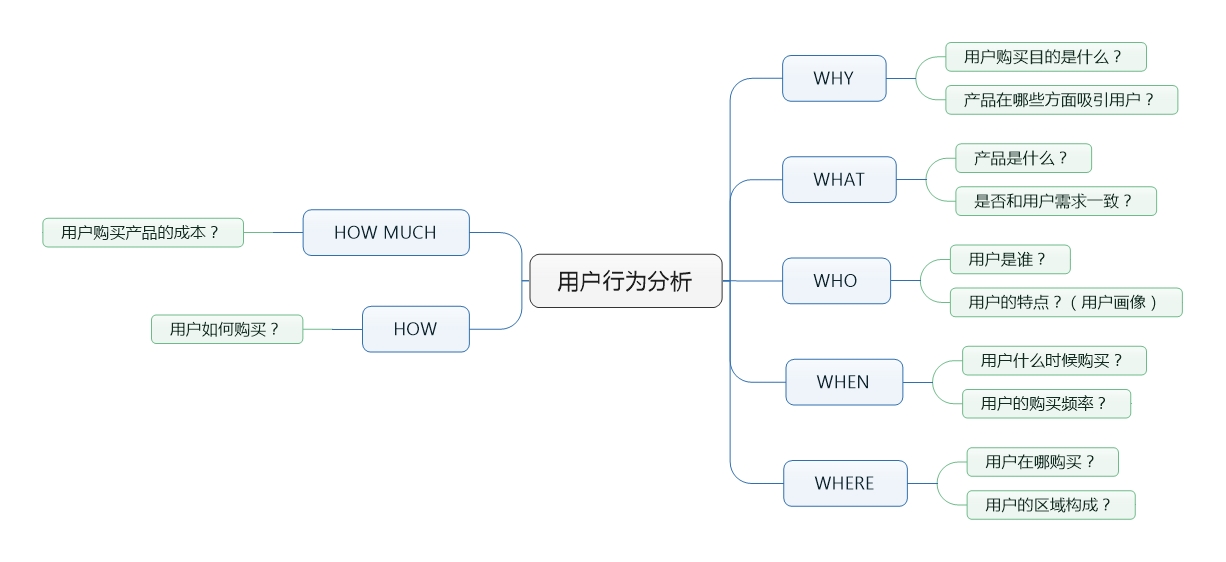 用户行为分析
WHY
用户购买目的是什么？
产品在哪些方面吸引用户？
WHAT
产品是什么？
是否和用户需求一致？
WHO
用户是谁？
用户的特点？（用户画像）
WHEN
用户什么时候购买？
用户的购买频率？
WHERE
用户在哪购买？
用户的区域构成？
HOW MUCH
用户购买产品的成本？
HOW
用户如何购买？